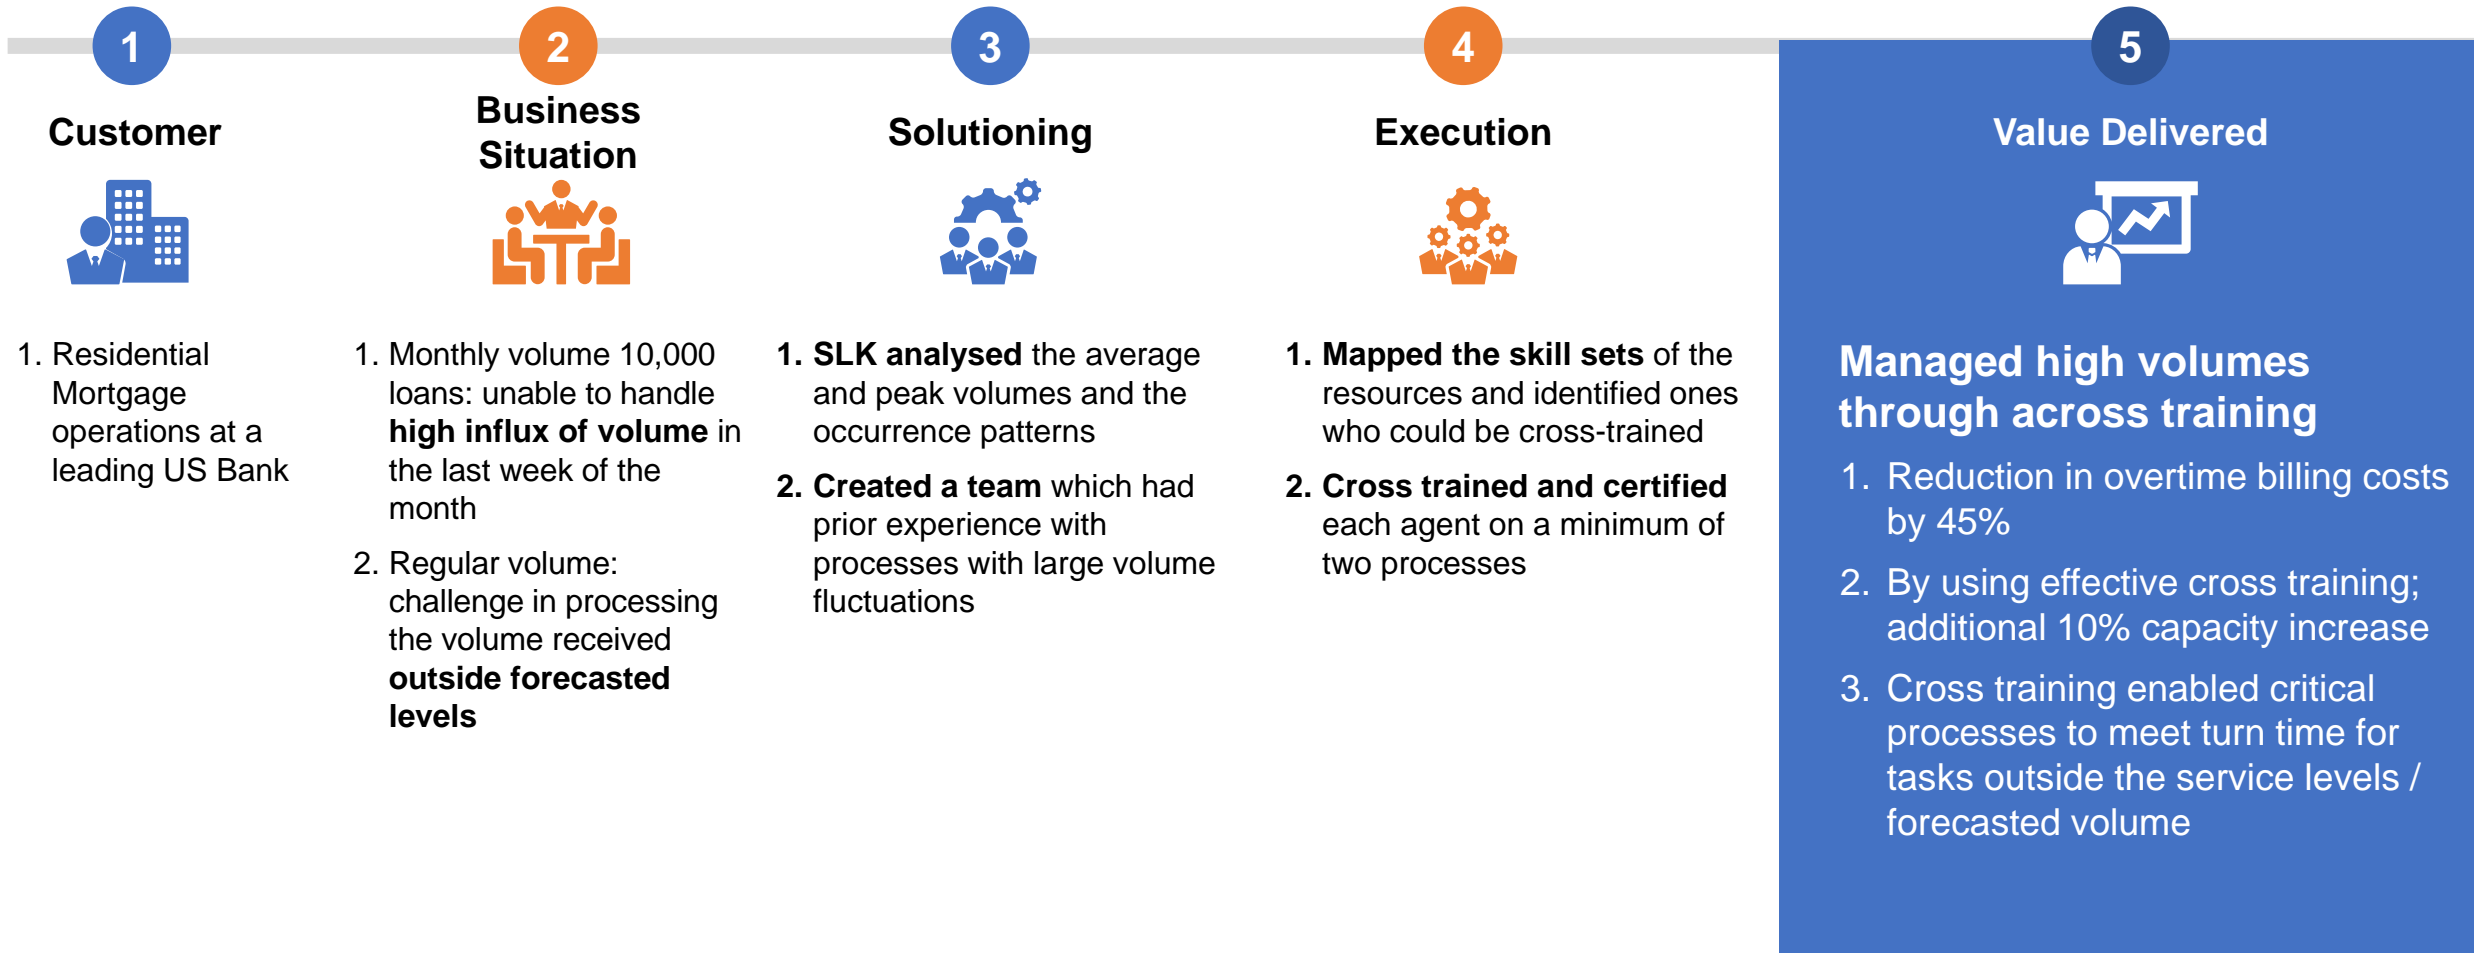 1
Customer
1. Residential
Mortgage
operations at a
leading US Bank
2
Business
Situation
1. Monthly volume 10,000
loans: unable to handle
high influx of volume in
the last week of the
month
2. Regular volume:
challenge in processing
the volume received
outside forecasted
levels
3
Solutioning
1. SLK analysed the average
and peak volumes and the
occurrence patterns
2. Created a team which had
prior experience with
processes with large volume
fluctuations
4
Execution
1. Mapped the skill sets of the
resources and identified ones
who could be cross-trained
2. Cross trained and certified
each agent on a minimum of
two processes
5
Value Delivered
Managed high volumes
through across training
1. Reduction in overtime billing costs
by 45%
2. By using effective cross training;
additional 10% capacity increase
3. Cross training enabled critical
processes to meet turn time for
tasks outside the service levels /
forecasted volume